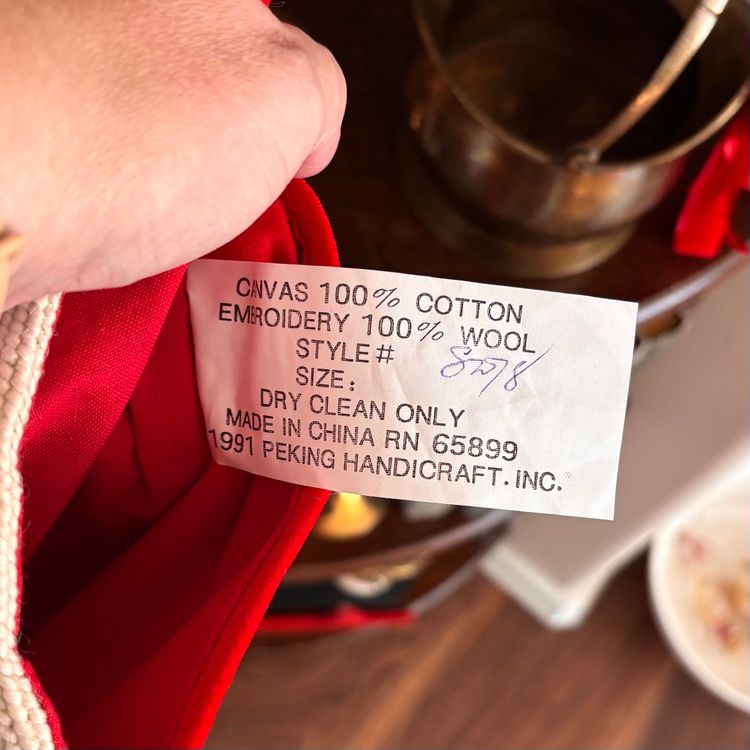 CANVAS 100% COTTON
EMBROIDERY 100% WOOL
STYLE#
SIZE:
DRY CLEAN ONLY
MADE IN CHINA RN 65899
1991 PEKING HANDICRAFT. INC.